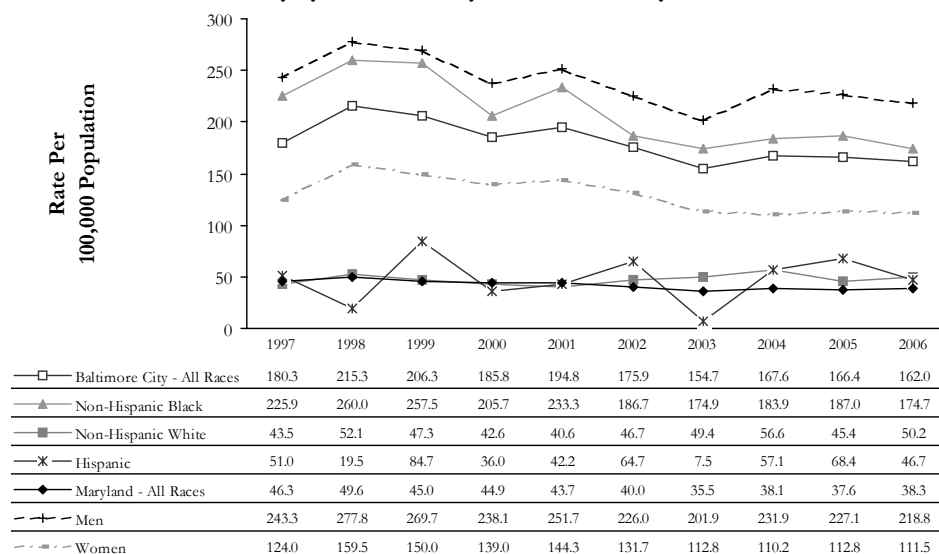 300
250
200
150
100
50
0
Rate Per
100,000 Population
1997 1998 1999 2000 2001 2002 2003 2004 2005 2006
Baltimore City - All Races 180.3 215.3 206.3 185.8 194.8 175.9 154.7 167.6 166.4 162.0
Non-Hispanic Black 225.9 260.0 257.5 205.7 233.3 186.7 174.9 183.9 187.0 174.7
Non-Hispanic White 43.5 52.1 47.3 42.6 40.6 46.7 49.4 56.6 45.4 50.2
Hispanic 51.0 19.5 84.7 36.0 42.2 64.7 7.5 57.1 68.4 46.7
Maryland - All Races 46.3 49.6 45.0 44.9 43.7 40.0 35.5 38.1 37.6 38.3
Men 243.3 277.8 269.7 238.1 251.7 226.0 201.9 231.9 227.1 218.8
Women 124.0 159.5 150.0 139.0 144.3 131.7 112.8 110.2 112.8 111.5